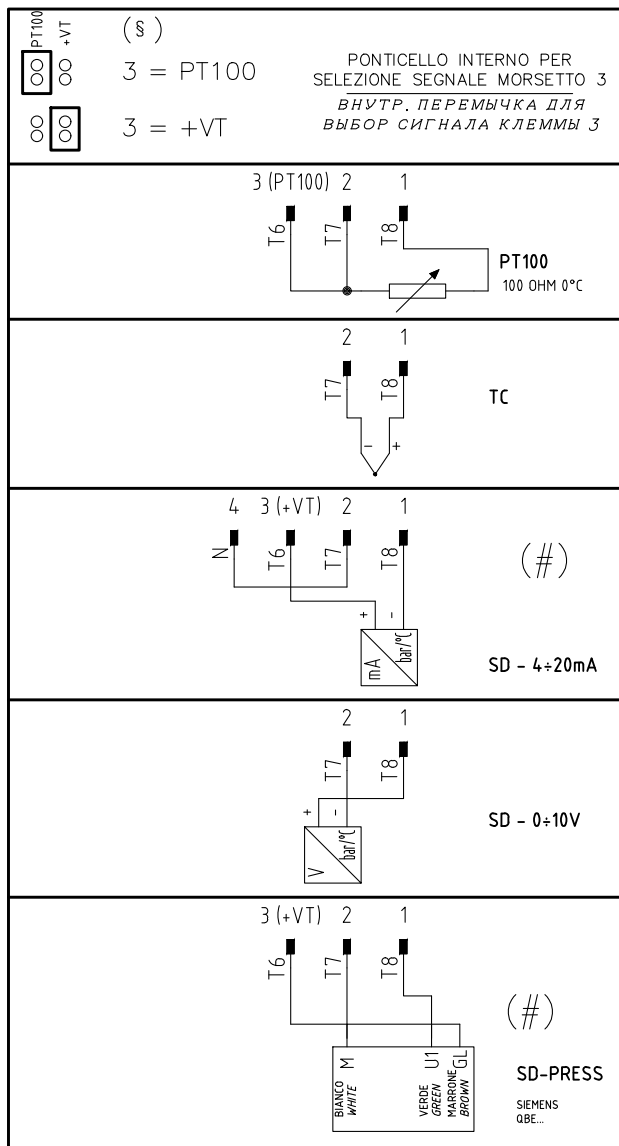 PT100
+VT
(§)
3 = PT100
3 = +VT
PONTICELLO INTERNO PER
SELEZIONE SEGNALE MORSETTO 3
ВНУТР. ПЕРЕМЫЧКА ДЛЯ
ВЫБОР СИГНАЛА КЛЕММЫ 3
3 (PT100) 2 1
T6 T7 T8
PT100
100 OHM 0°C
2 1
T7 T8
TC
- +
4 3 (+VT) 2 1
N T6 T7 T8
(#)
+ -
mA bar/°C
SD - 4÷20mA
2 1
T7 T8
+ -
V bar/°C
SD - 0÷10V
3 (+VT) 2 1
T6 T7 T8
(#)
M U1 GL
BIANCO
WHITE
VERDE
GREEN
MARRONE
BROWN
SD-PRESS
SIEMENS
QBE...